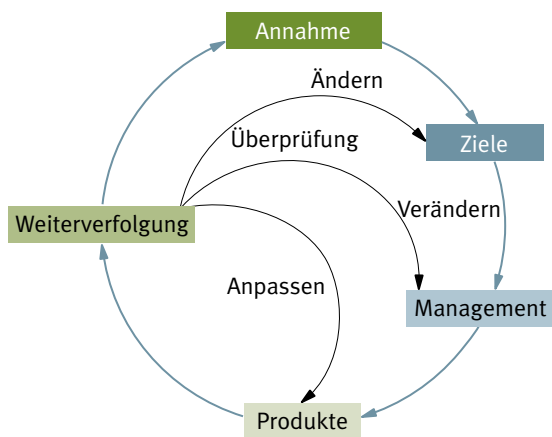 Annahme
Ändern
Überprüfung
Ziele
Verändern
Weiterverfolgung
Anpassen
Management
Produkte